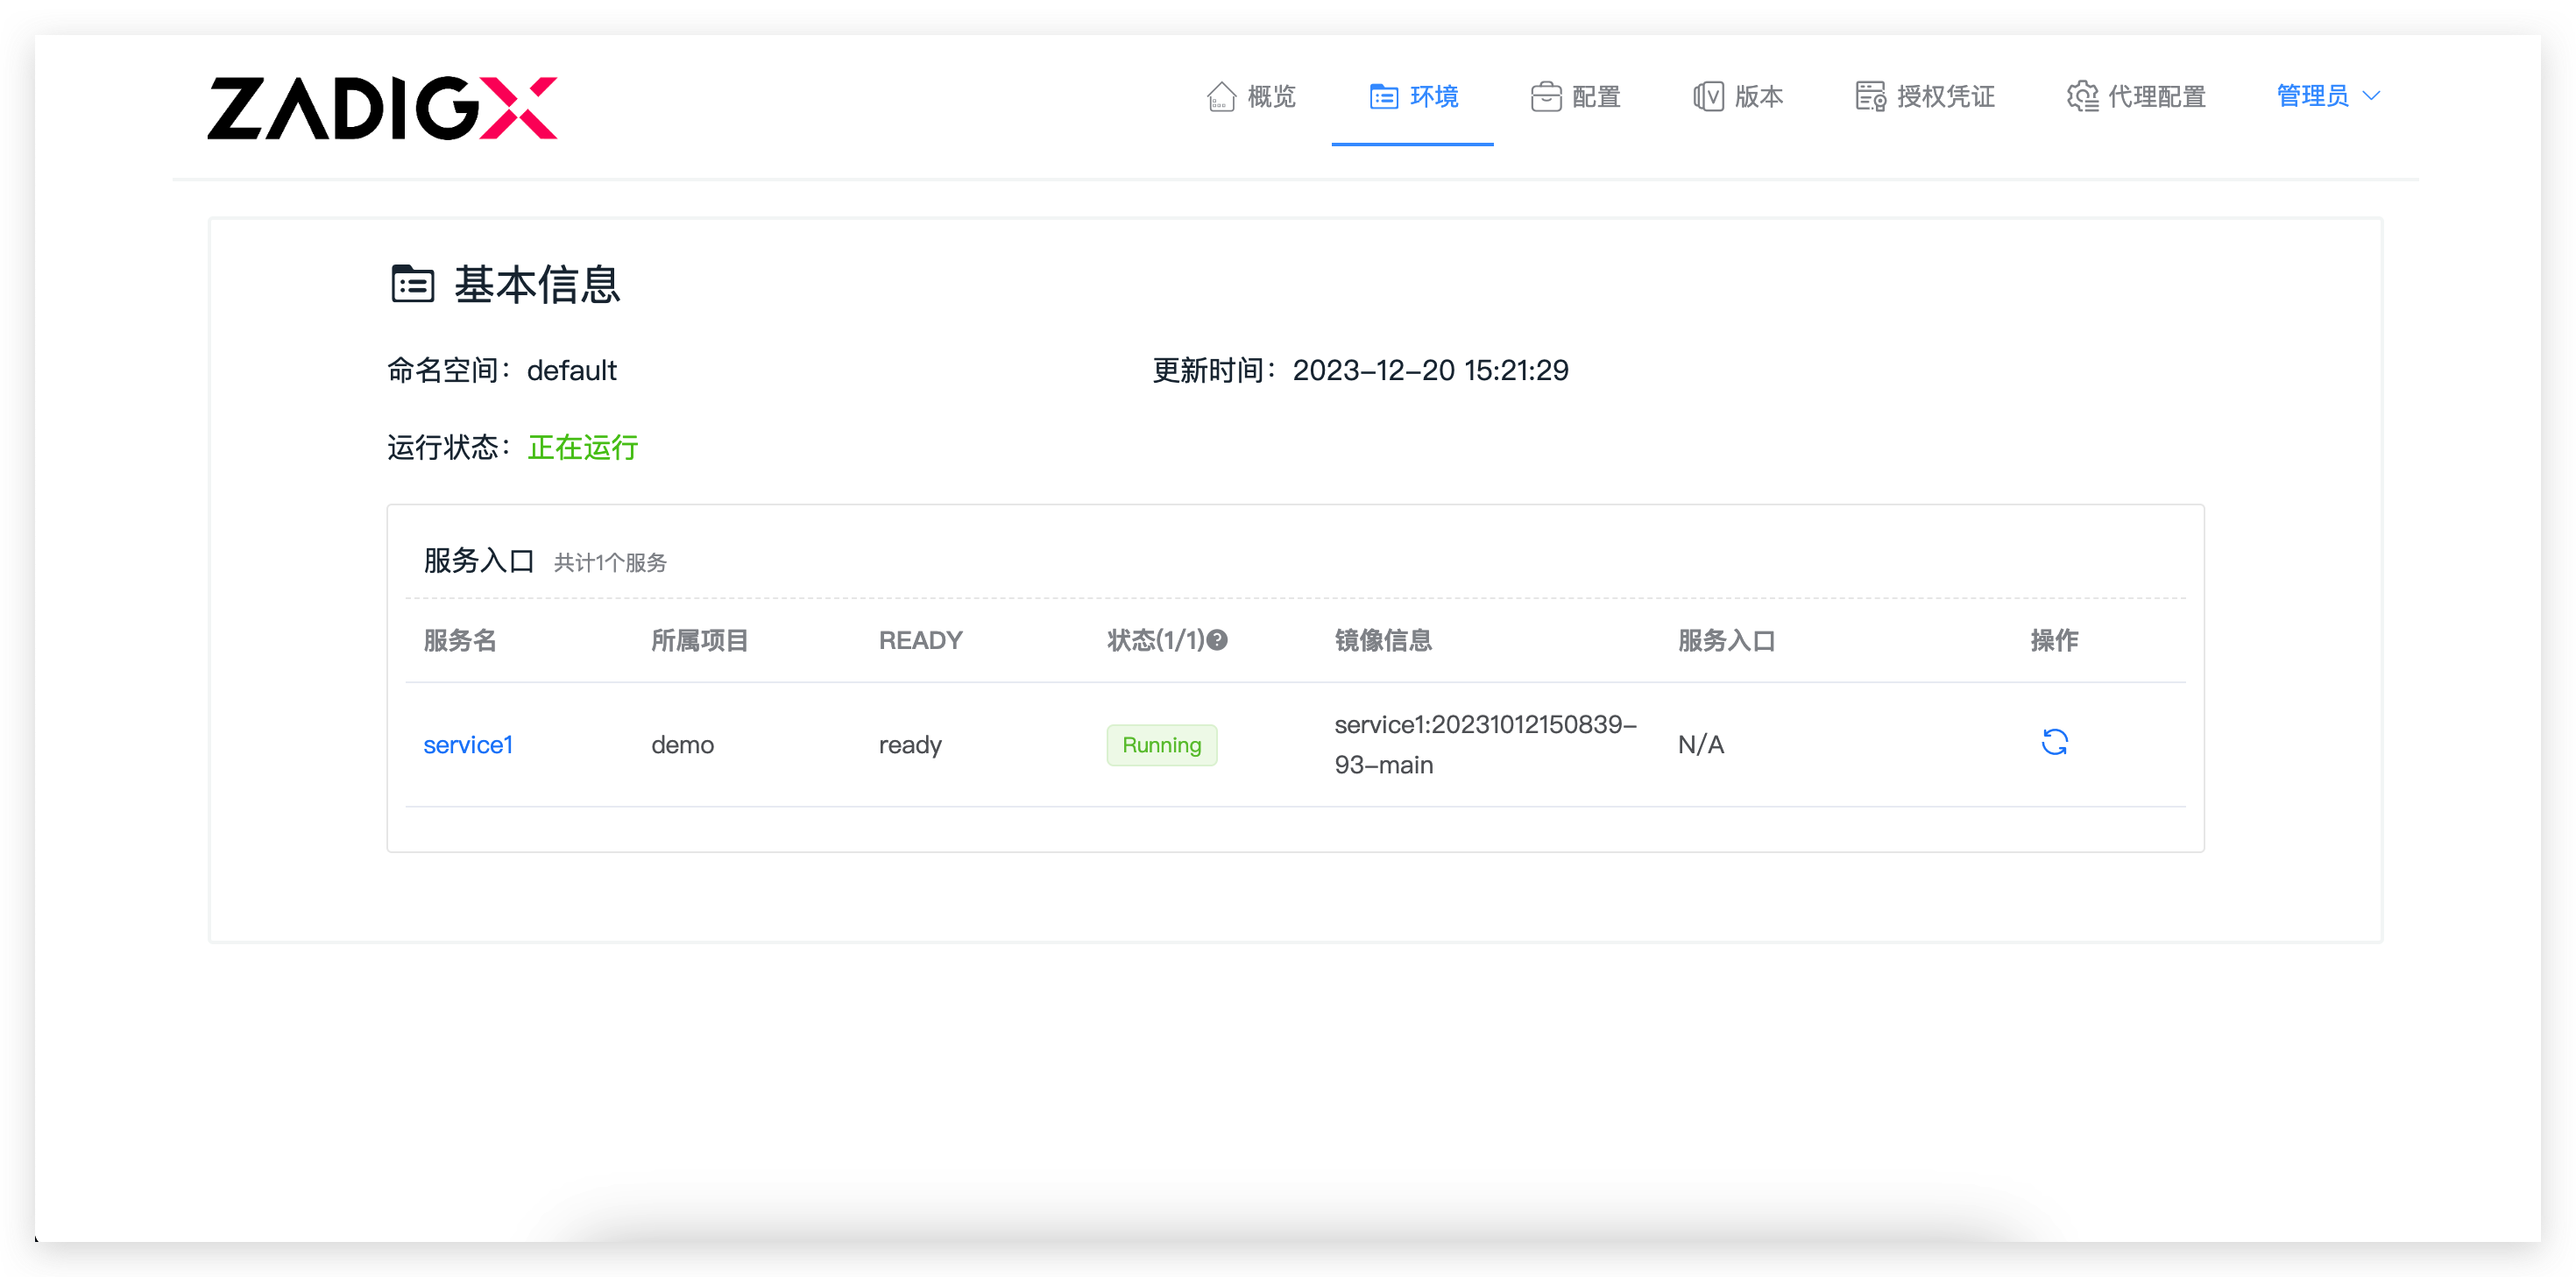 ZADIGX
概览 环境 配置 版本 授权凭证 代理配置 管理员
基本信息
命名空间：default 更新时间：2023-12-20 15:21:29
运行状态：正在运行
服务入口 共计1个服务
服务名 所属项目 READY 状态(1/1) 镜像信息 服务入口 操作
service1 demo ready Running service1:20231012150839-
93-main N/A